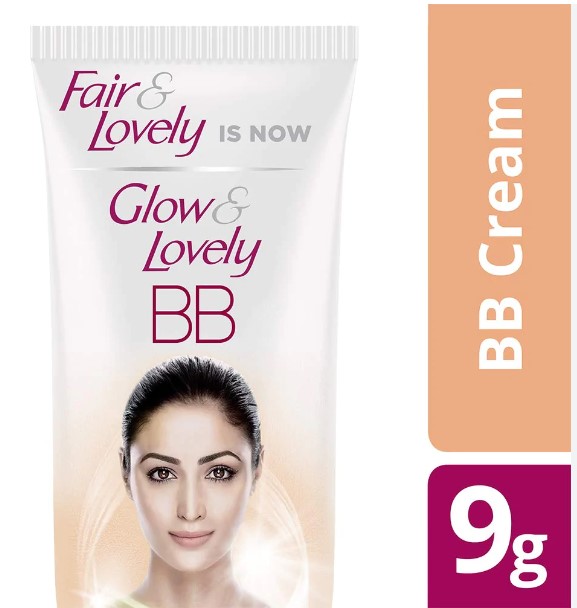 Fair &
Lovely IS NOW
Glow &
Lovely
BB
BB Cream
9g